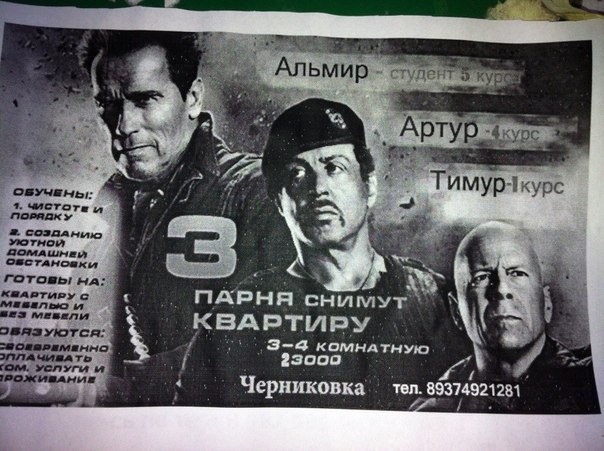 Альмир - студент 5 курса
Артур -4 курс
Тимур-1 курс
ОБУЧЕНЫ:
1. ЧИСТОТЕ И
ПОРЯДКУ
2. СОЗДАНИЮ
УЮТНОЙ
ДОМАШНЕЙ
ОБСТАНОВКИ
ГОТОВЫ НА:
КВАРТИРУ С
МЕБЕЛЬЮ И
БЕЗ МЕБЕЛИ
ОБЯЗУЮТСЯ:
СВОЕВРЕМЕННО
ОПЛАЧИВАТЬ
КОМ. УСЛУГИ И
ПРОЖИВАНИЕ
3
ПАРНЯ СНИМУТ
КВАРТИРУ
3-4 КОМНАТНУЮ
23000
Черниковка
тел. 89374921281